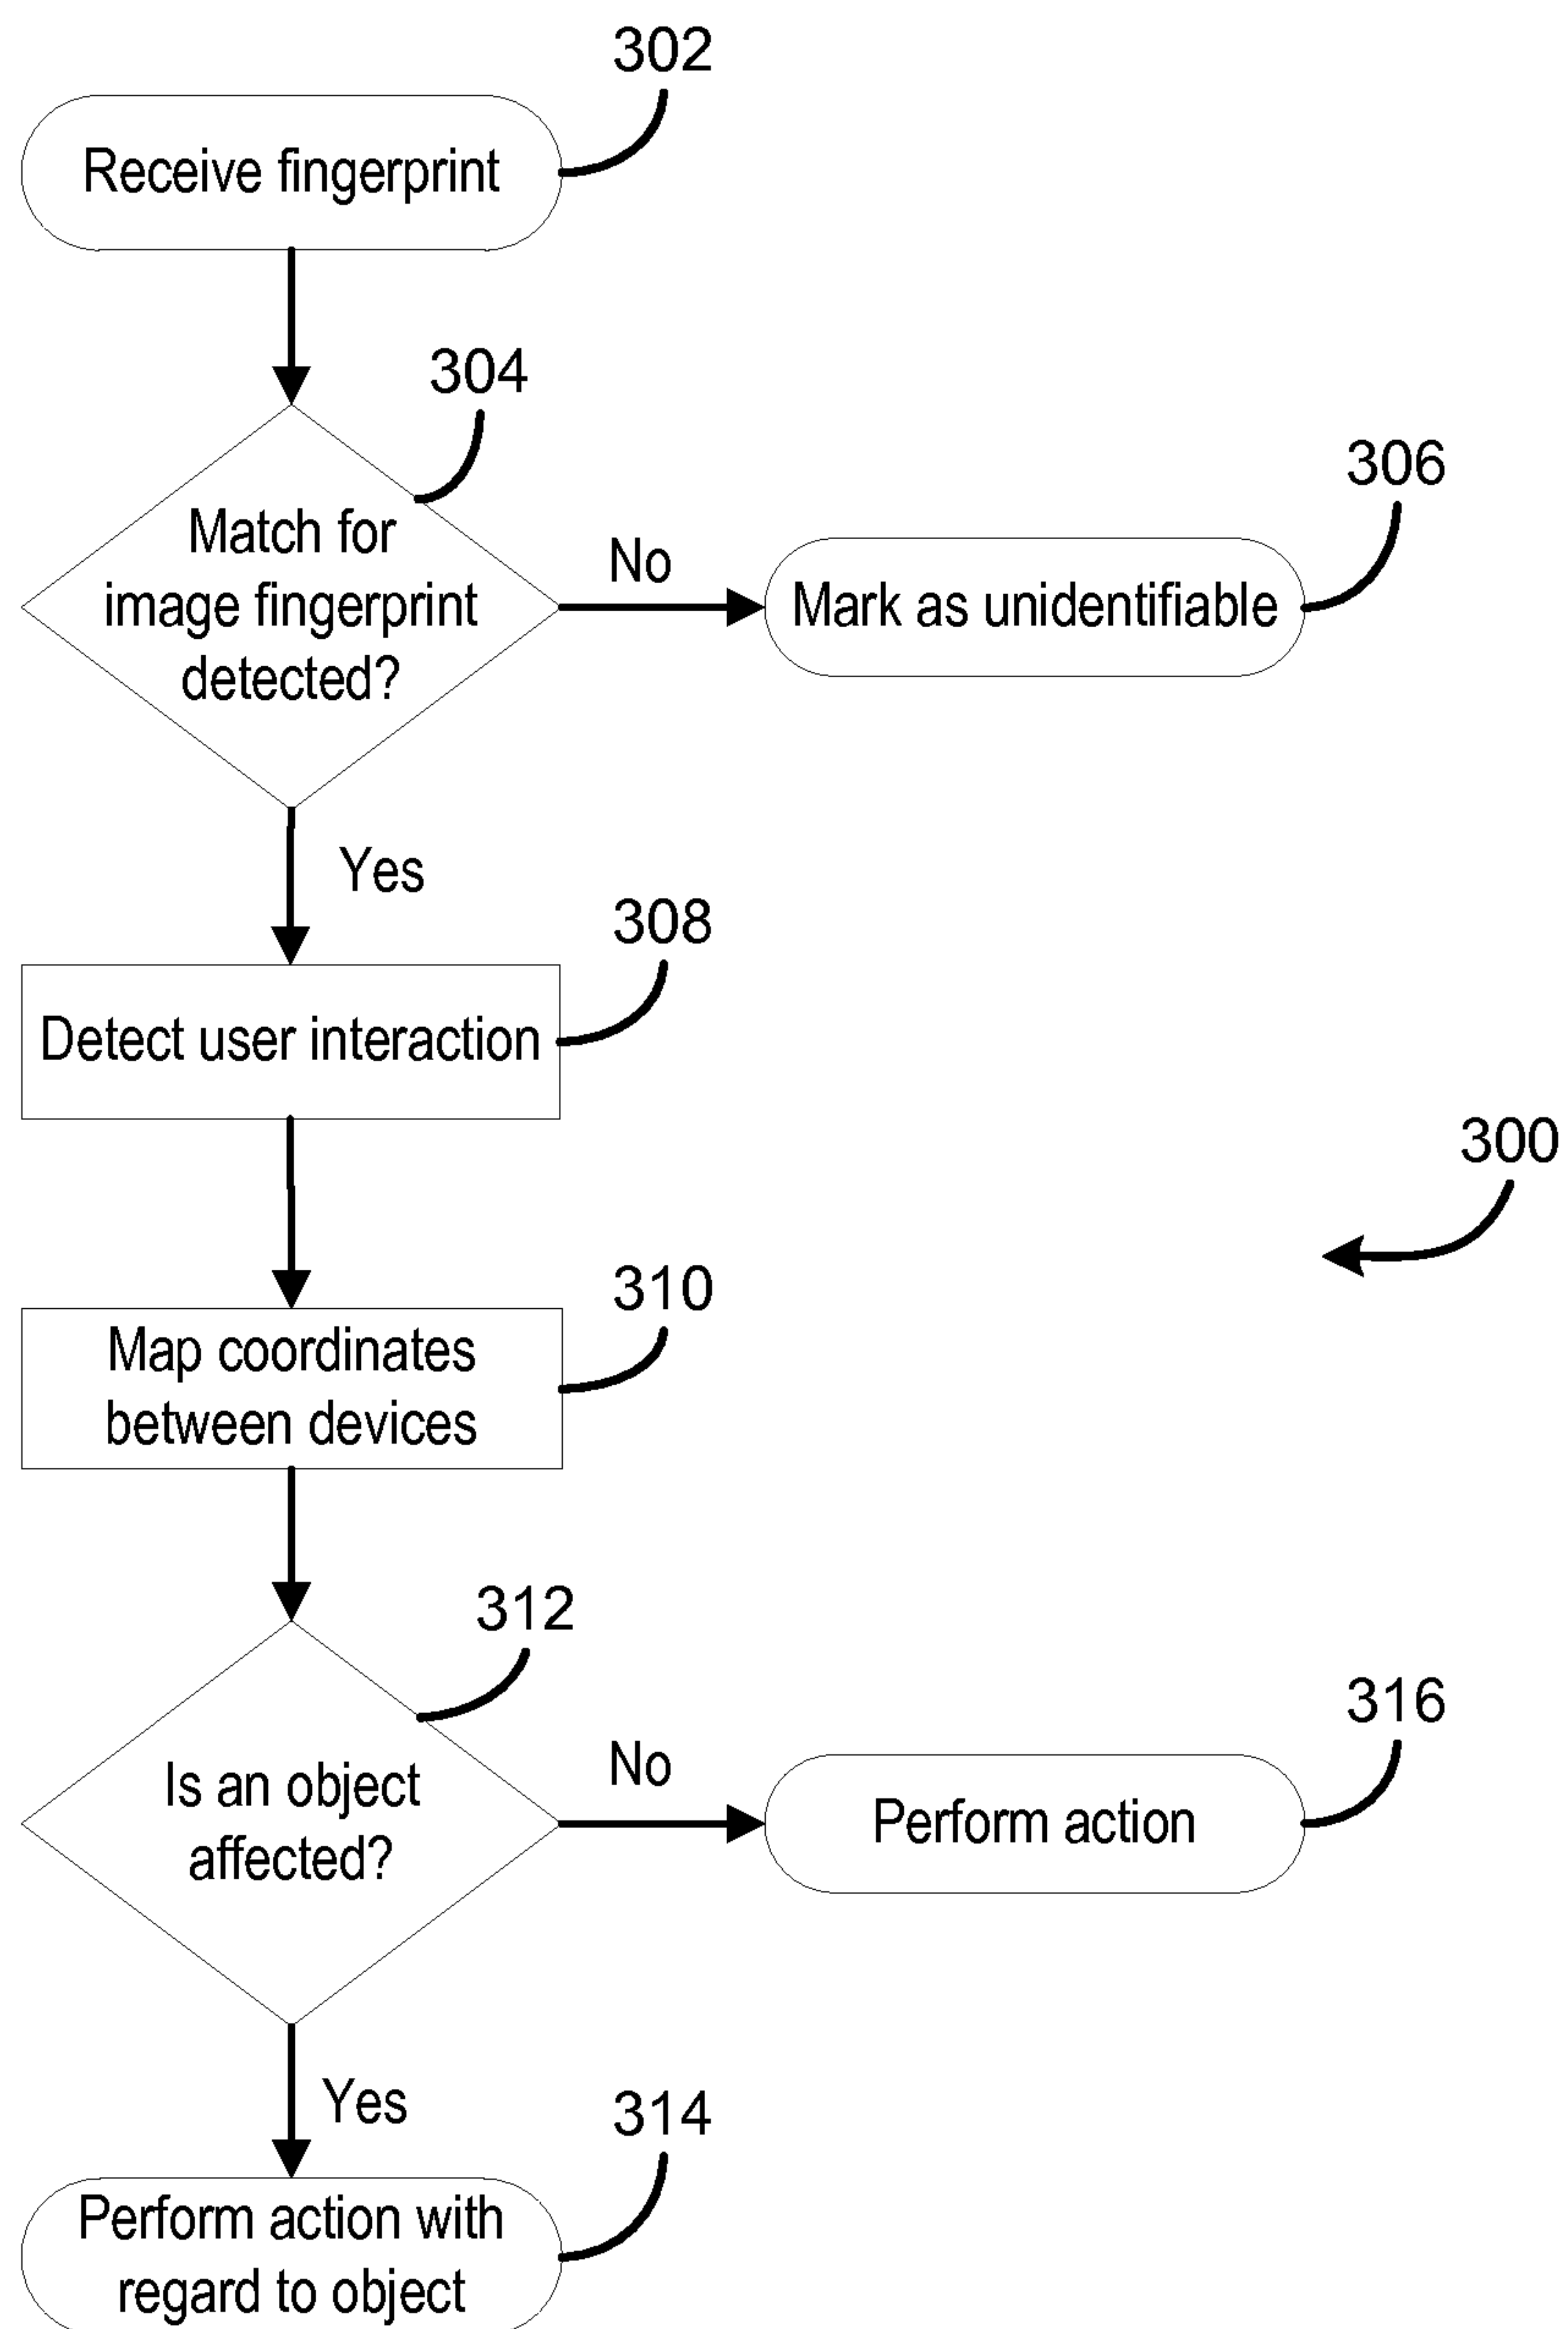 302
Receive fingerprint
304
Match for
image fingerprint
detected?
No
306
Mark as unidentifiable
Yes
308
Detect user interaction
300
310
Map coordinates
between devices
312
Is an object
affected?
No
316
Perform action
Yes
314
Perform action with
regard to object